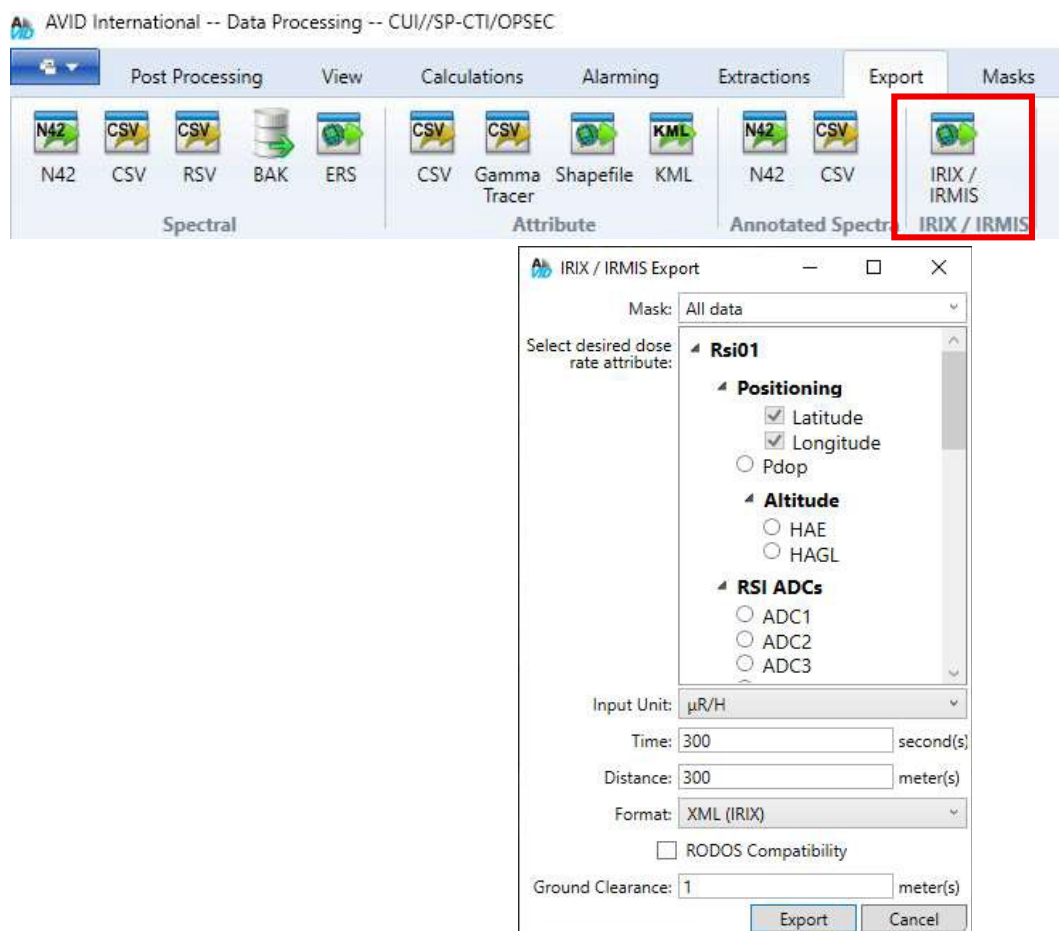 AVID International -- Data Processing -- CUI//SP-CTI/OPSEC
Post Processing View Calculations Alarming Extractions Export Masks
N42 CSV CSV CSV CSV KML N42 CSV
N42 CSV RSV BAK ERS CSV Gamma Tracer Shapefile KML N42 CSV IRIX / IRMIS
Spectral Attribute Annotated Spectra IRIX / IRMIS
IRIX / IRMIS Export
Mask: All data
Select desired dose rate attribute:
Rsi01
Positioning
Latitude
Longitude
Pdop
Altitude
HAE
HAGL
RSI ADCs
ADC1
ADC2
ADC3
Input Unit: µR/H
Time: 300 second(s)
Distance: 300 meter(s)
Format: XML (IRIX)
RODOS Compatibility
Ground Clearance: 1 meter(s)
Export Cancel